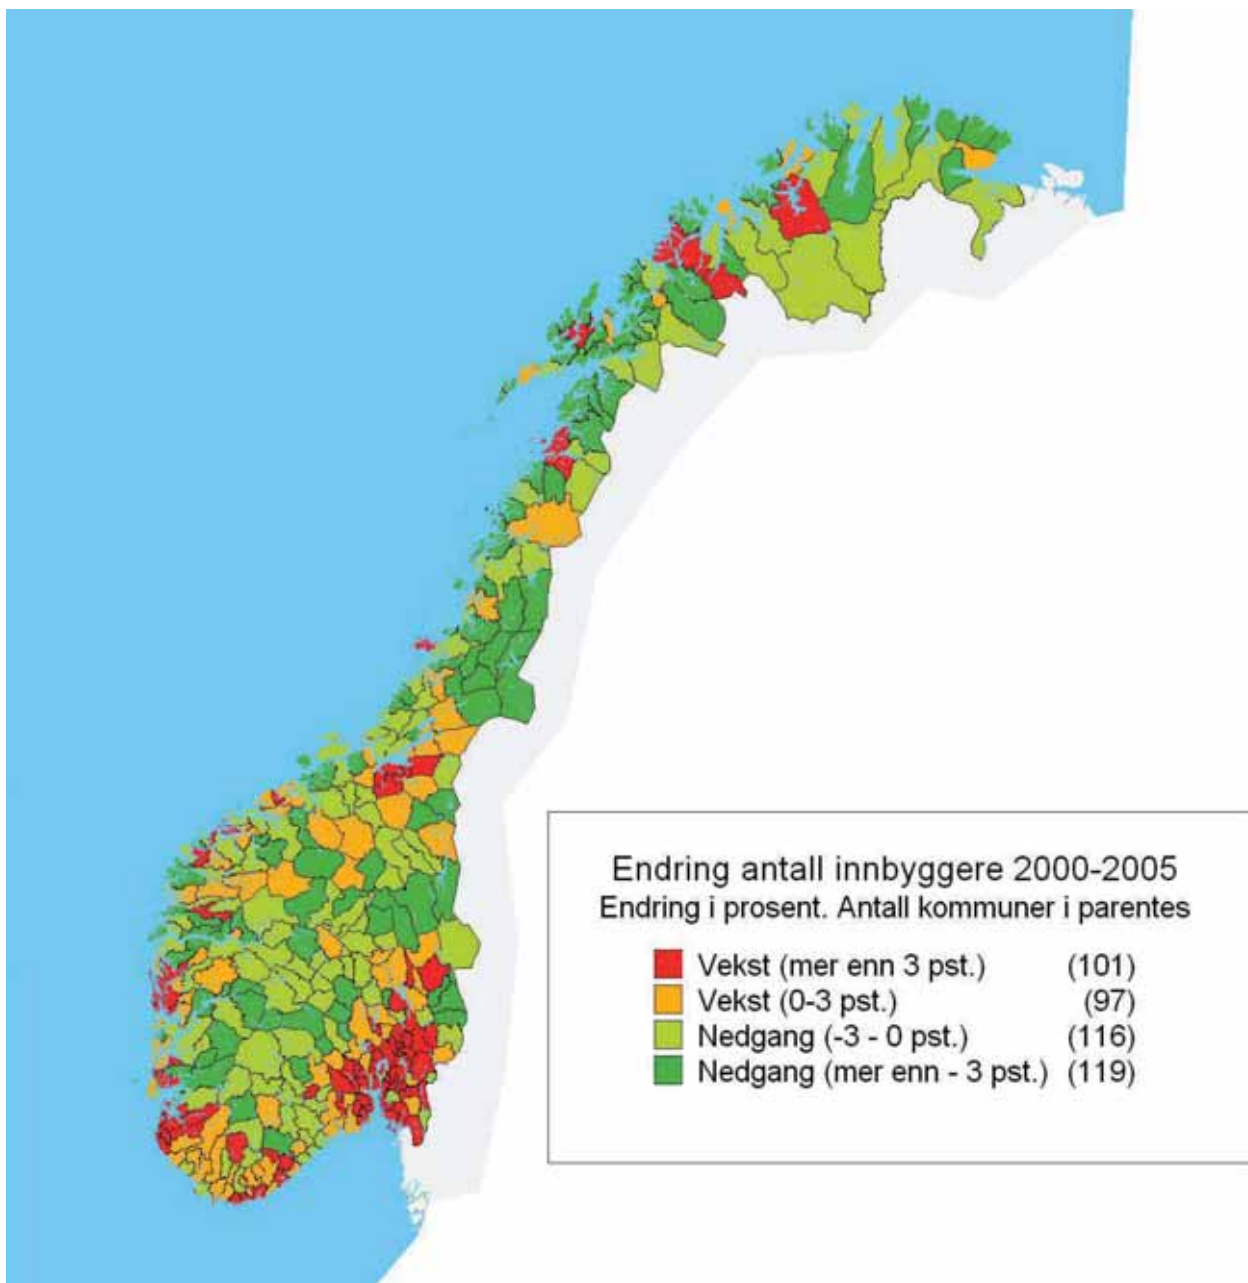 Endring antall innbyggere 2000-2005
Endring i prosent. Antall kommuner i parentes
Vekst (mer enn 3 pst.) (101)
Vekst (0-3 pst.) (97)
Nedgang (-3 - 0 pst.) (116)
Nedgang (mer enn - 3 pst.) (119)